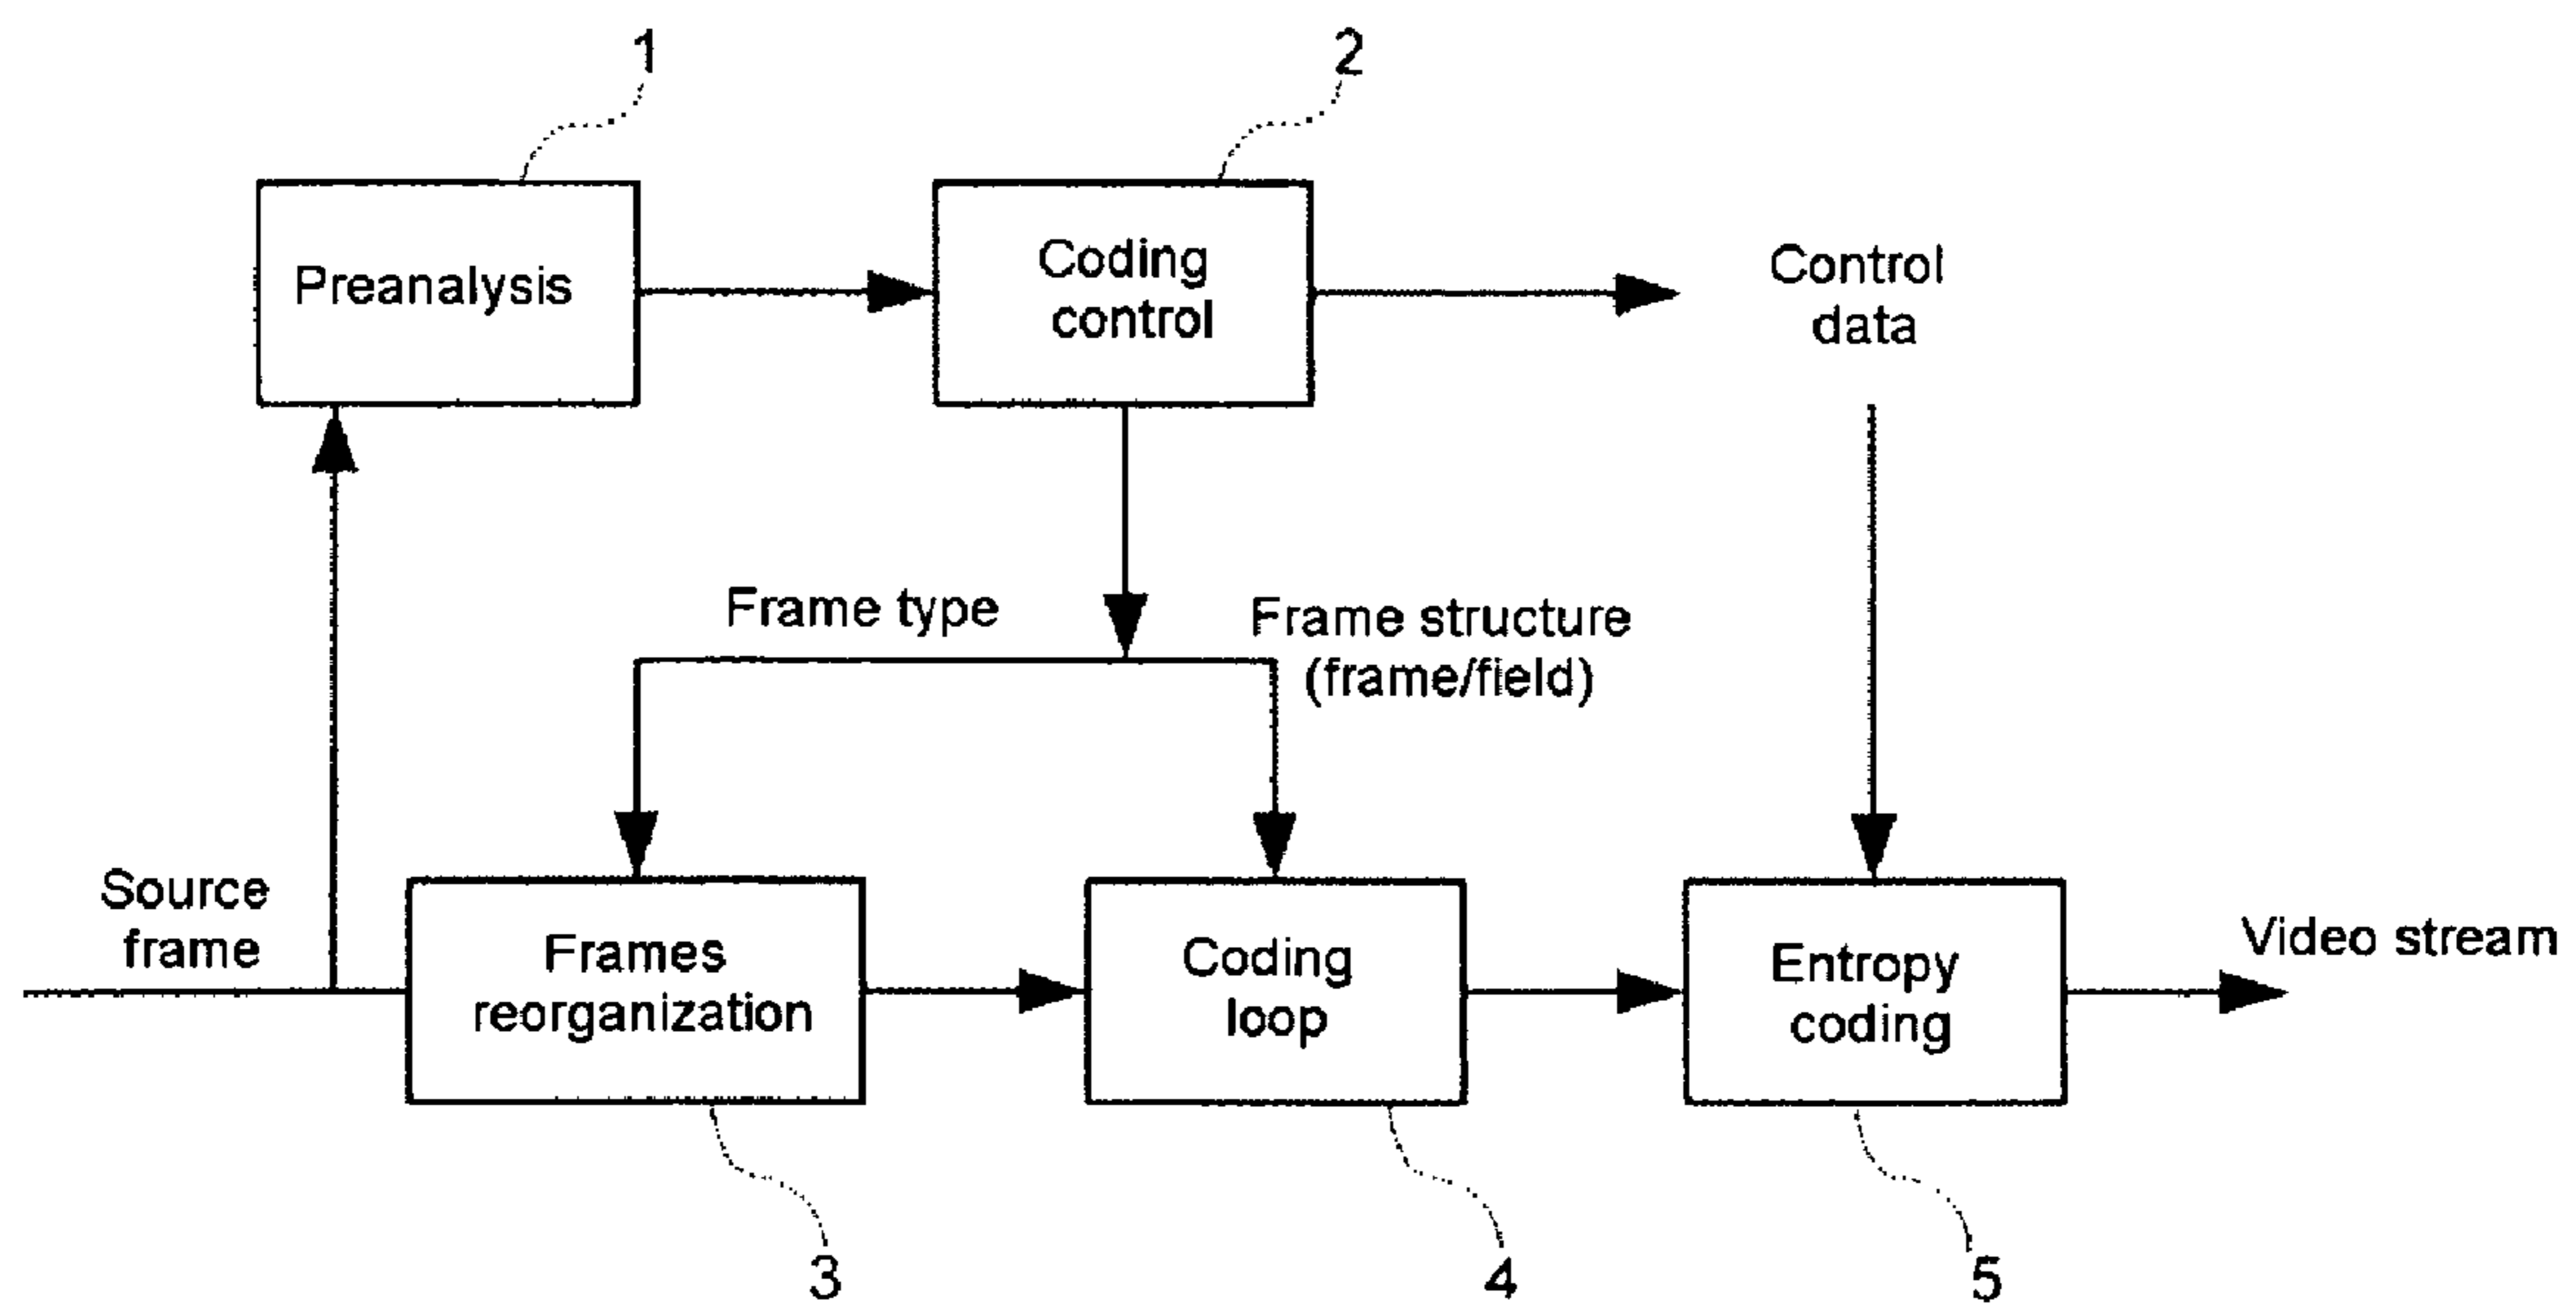 1
2
Preanalysis
Coding
control
Control
data
Frame type
Frame structure
(frame/field)
Source
frame
Frames
reorganization
Coding
loop
Entropy
coding
Video stream
3
4
5